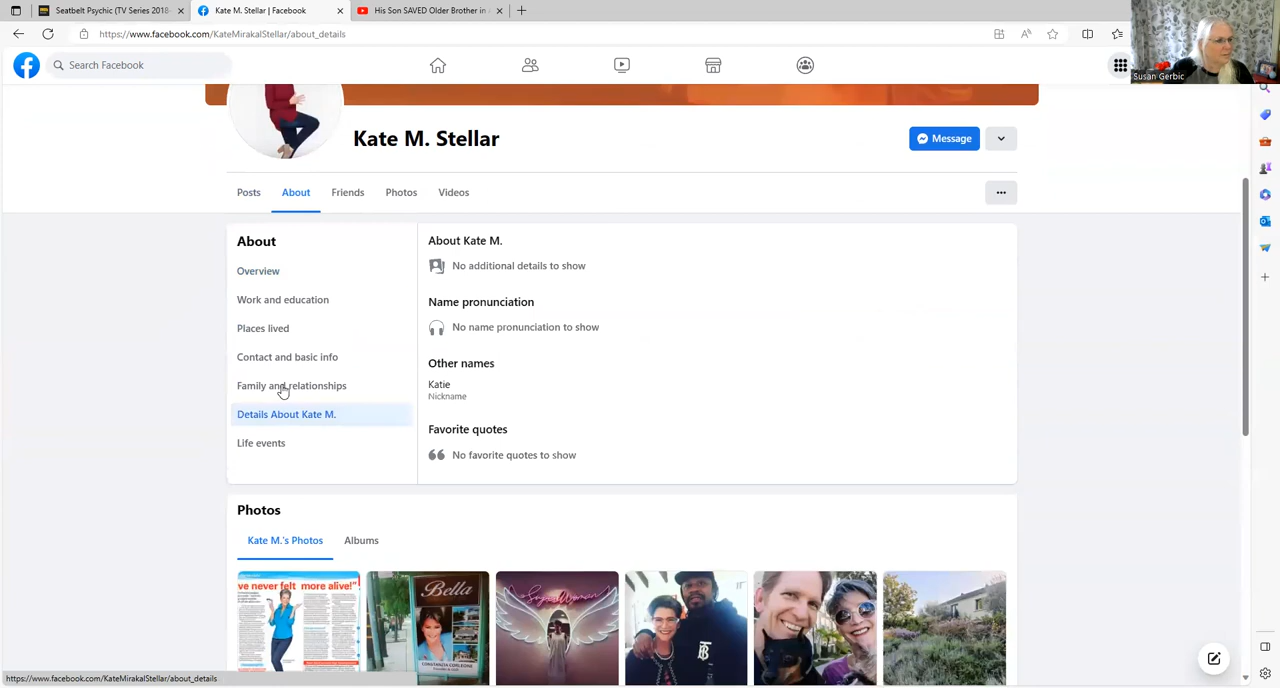 Seatbelt Psychic (TV Series 2018-
Kate M. Stellar | Facebook
His Son SAVED Older Brother in
https://www.facebook.com/KateMirakalStellar/about_details
Search Facebook
Susan Gerbic
Kate M. Stellar
Message
Posts
About
Friends
Photos
Videos
About
Overview
Work and education
Places lived
Contact and basic info
Family and relationships
Details About Kate M.
Life events
About Kate M.
No additional details to show
Name pronunciation
No name pronunciation to show
Other names
Katie
Nickname
Favorite quotes
No favorite quotes to show
Photos
Kate M.'s Photos
Albums
've never felt more alive!"
Bella
CONSTANZA CORLEONE
https://www.facebook.com/KateMirakalStellar/about_details